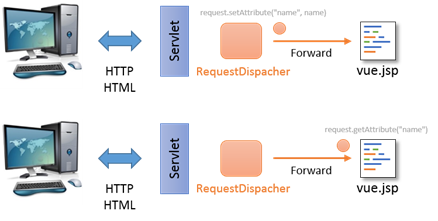 request.setAttribute("name", name)
Servlet
HTTP
HTML
RequestDispacher
Forward
vue.jsp
request.getAttribute("name")
Servlet
HTTP
HTML
RequestDispacher
Forward
vue.jsp